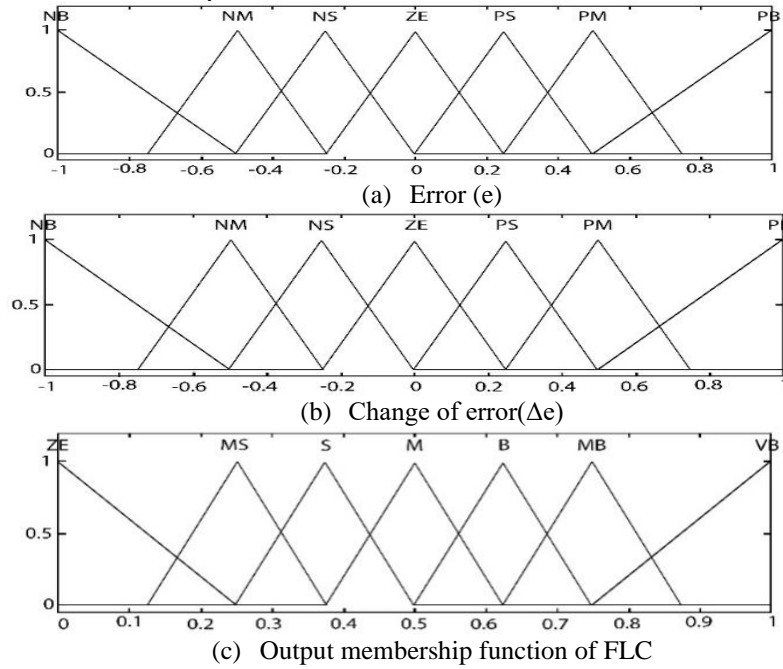 NB NM NS ZE PS PM PB
1
0.5
0
-1 -0.8 -0.6 -0.4 -0.2 0 0.2 0.4 0.6 0.8 1
(a) Error (e)
NB NM NS ZE PS PM
1
0.5
0
-1 -0.8 -0.6 -0.4 -0.2 0 0.2 0.4 0.6 0.8
(b) Change of error(Δe)
ZE MS S M B MB VB
1
0.5
0
0 0.1 0.2 0.3 0.4 0.5 0.6 0.7 0.8 0.9 1
(c) Output membership function of FLC